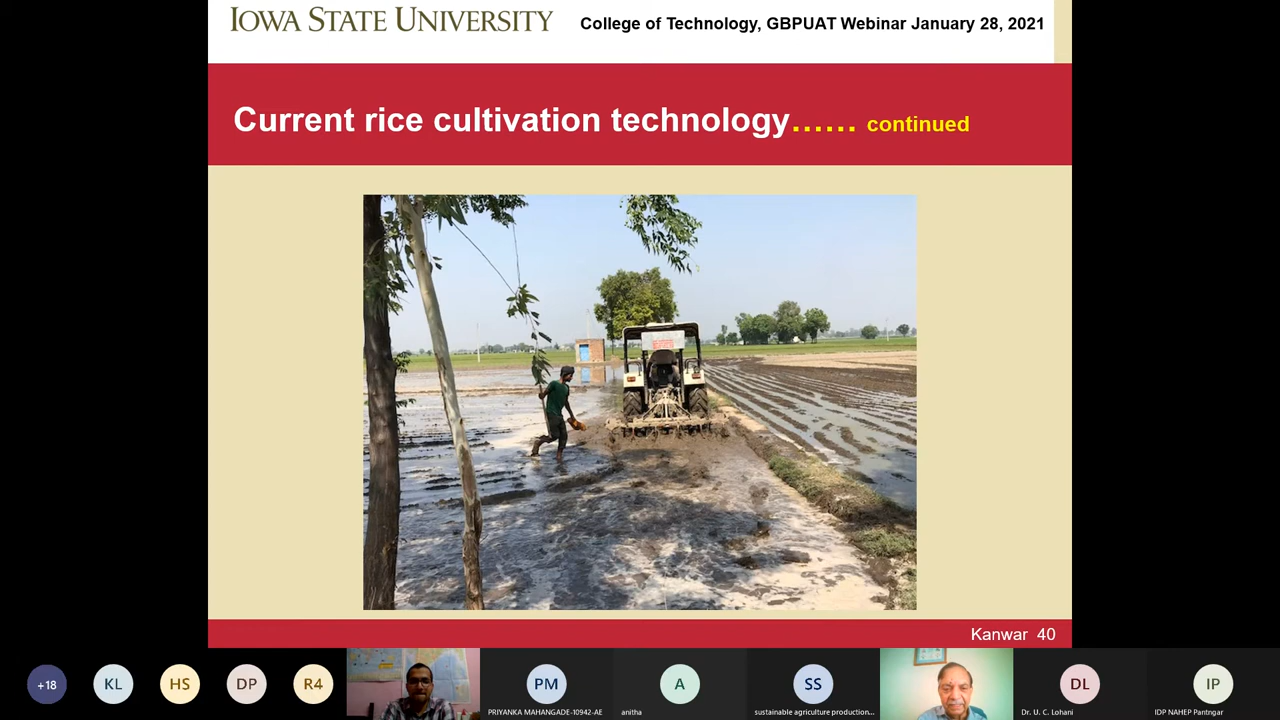 IOWA STATE UNIVERSITY
College of Technology, GBPUAT Webinar January 28, 2021
Current rice cultivation technology...... continued
Kanwar 40
+18
KL
HS
DP
R4
PM
A
SS
DL
IP
PRIYANKA MAHANGADE-10942-AE
anitha
sustainable agriculture production...
Dr. U. C. Lohani
IDP NAHEP Pantngar